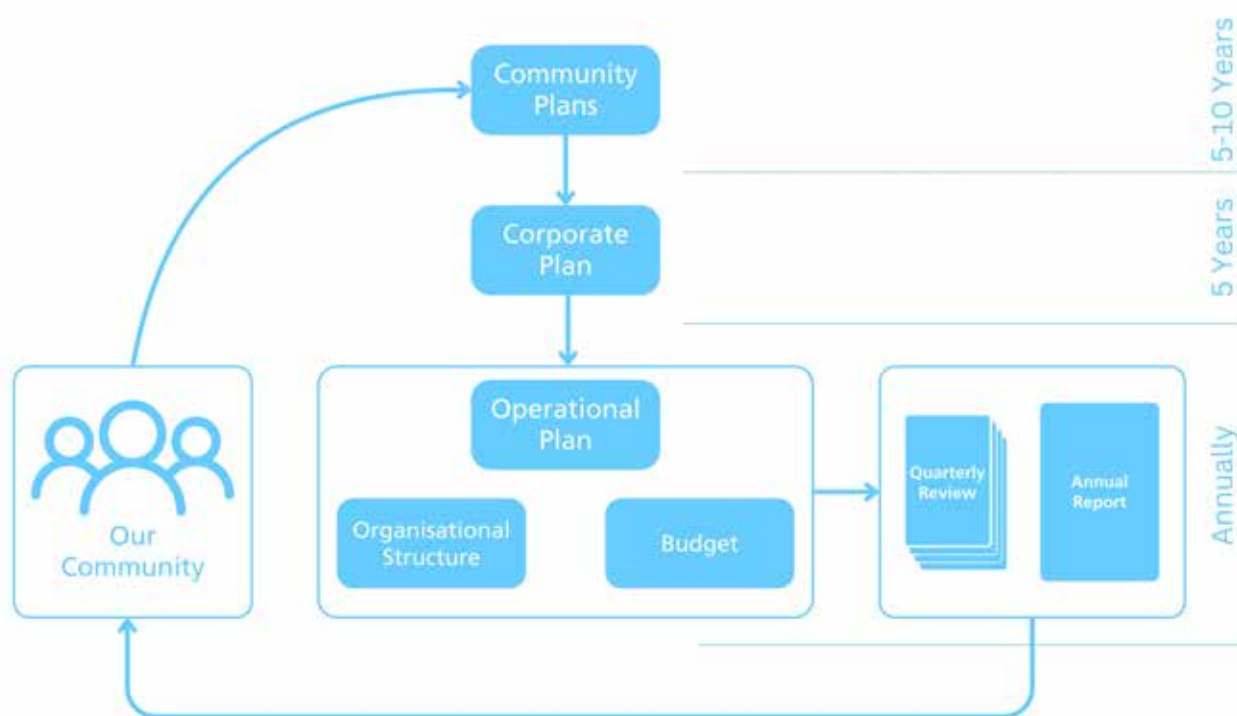 Community
Plans
5-10 Years
Corporate
Plan
5 Years
Our
Community
Operational
Plan
Organisational
Structure
Budget
Quarterly
Review
Annual
Report
Annually